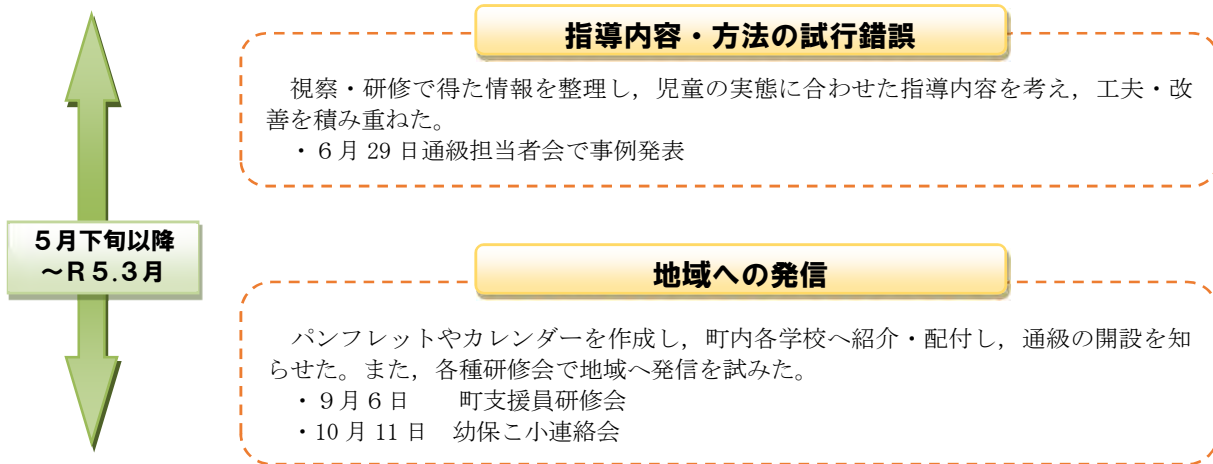 指導内容・方法の試行錯誤
　視察・研修で得た情報を整理し，児童の実態に合わせた指導内容を考え，工夫・改
善を積み重ねた。
・６月 29 日通級担当者会で事例発表
５月下旬以降
～Ｒ５.３月
地域への発信
　パンフレットやカレンダーを作成し，町内各学校へ紹介・配付し，通級の開設を知
らせた。また，各種研修会で地域へ発信を試みた。
・９月６日　　町支援員研修会
・10 月 11 日　幼保こ小連絡会